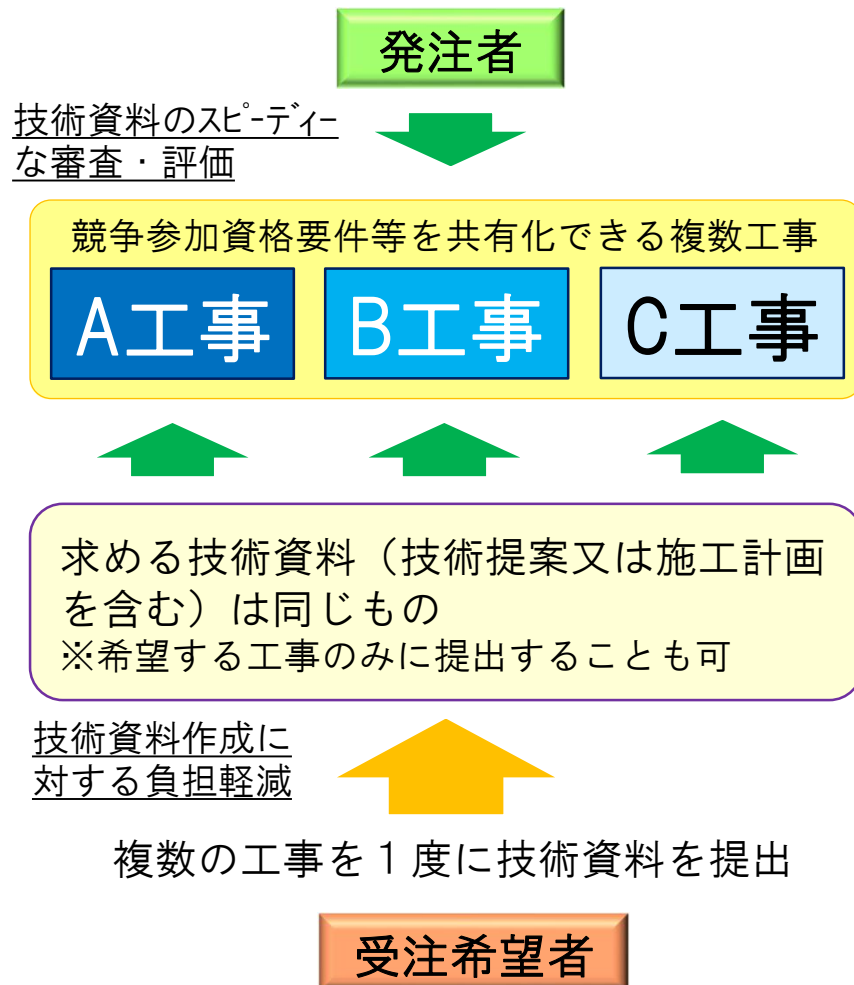 発注者
技術資料のｽﾋﾟｰﾃﾞｨｰ
な審査・評価
競争参加資格要件等を共有化できる複数工事
A工事
B工事
C工事
求める技術資料（技術提案又は施工計画
を含む）は同じもの
※希望する工事のみに提出することも可
技術資料作成に
対する負担軽減
複数の工事を１度に技術資料を提出
受注希望者